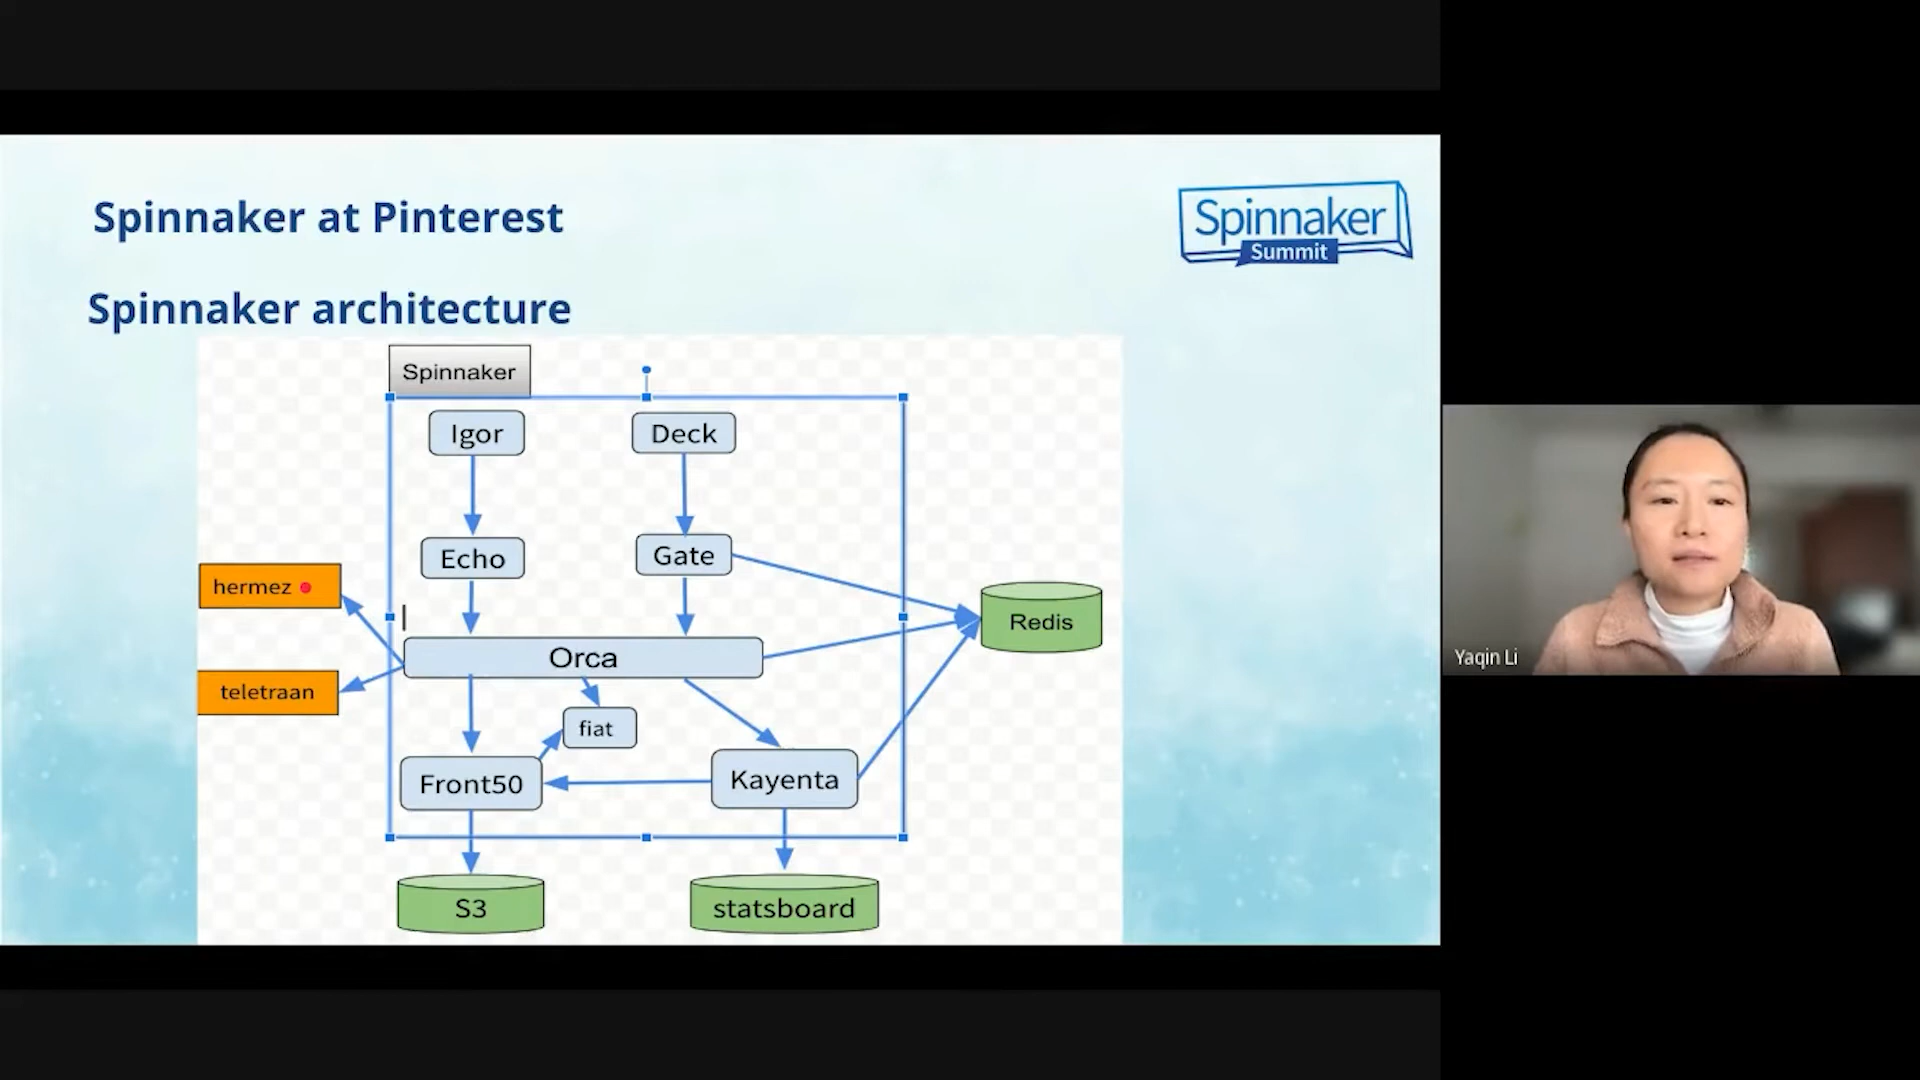 Spinnaker at Pinterest
Spinnaker
Summit
Spinnaker architecture
Spinnaker
Igor
Deck
Echo
Gate
hermez
Redis
Orca
teletraan
fiat
Front50
Kayenta
S3
statsboard
Yaqin Li